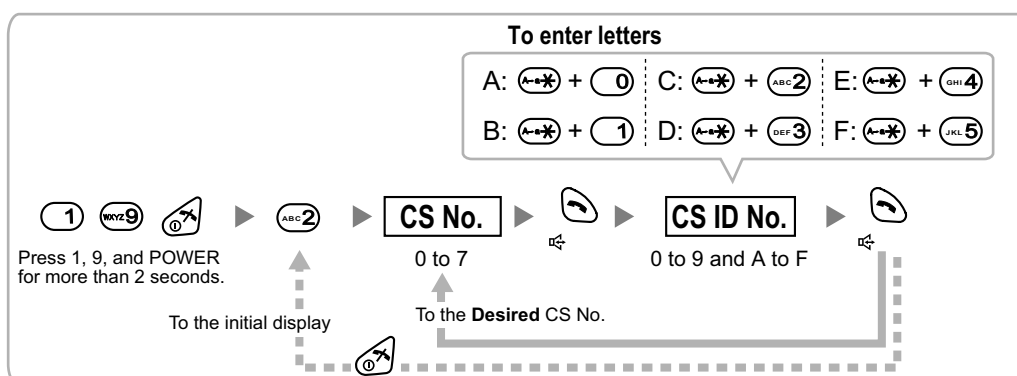 To enter letters
A: A-a✱ + 0 C: A-a✱ + ABC2 E: A-a✱ + GHI4
B: A-a✱ + 1 D: A-a✱ + DEF3 F: A-a✱ + JKL5
1 WXYZ9 ABC2 CS No. CS ID No.
Press 1, 9, and POWER
for more than 2 seconds.
0 to 7
0 to 9 and A to F
To the initial display
To the Desired CS No.